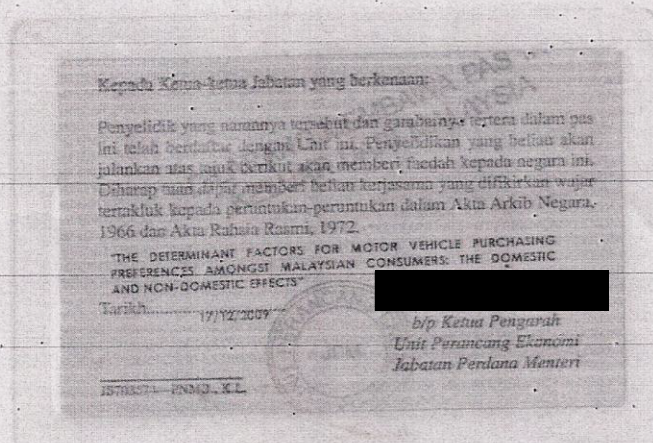 Kepada Ketua-ketua Jabatan yang berkenaan:
PEMBAWA PAS
MALAYSIA
Penyelidik yang namanya tersebut dan gambarnya tertera dalam pas
ini telah berdaftar dengan Unit ini. Penyelidikan yang beliau akan
jalankan atas tajuk berikut akan memberi faedah kepada negara ini.
Diharap tuan dapat memberi beliau kerjasama yang difikirkan wajar
tertakluk kepada peruntukan-peruntukan dalam Akta Arkib Negara,
1966 dan Akta Rahsia Rasmi, 1972.
"THE DETERMINANT FACTORS FOR MOTOR VEHICLE PURCHASING
PREFERENCES AMONGST MALAYSIAN CONSUMERS: THE DOMESTIC
AND NON-DOMESTIC EFFECTS"
Tarikh: 17/12/2009
b/p Ketua Pengarah
Unit Perancang Ekonomi
Jabatan Perdana Menteri
PNMB., K.L.